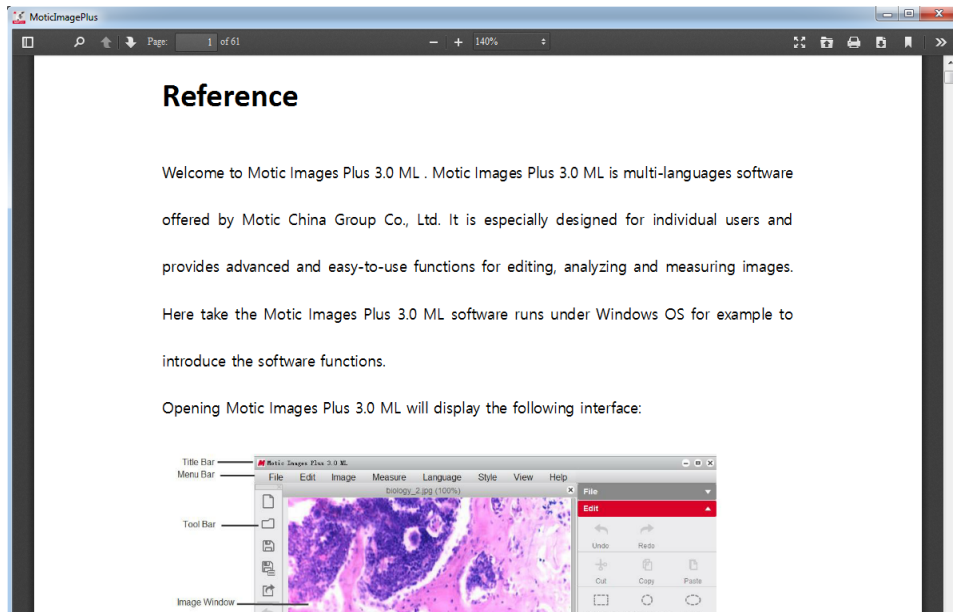 MoticImagePlus
Page: 1 of 61
140%
Reference
Welcome to Motic Images Plus 3.0 ML . Motic Images Plus 3.0 ML is multi-languages software
offered by Motic China Group Co., Ltd. It is especially designed for individual users and
provides advanced and easy-to-use functions for editing, analyzing and measuring images.
Here take the Motic Images Plus 3.0 ML software runs under Windows OS for example to
introduce the software functions.
Opening Motic Images Plus 3.0 ML will display the following interface:
Title Bar
Motic Images Plus 3.0 ML
Menu Bar
File Edit Image Measure Language Style View Help
biology_2.jpg (100%)
File
Edit
Tool Bar
Undo Redo
Cut Copy Paste
Image Window